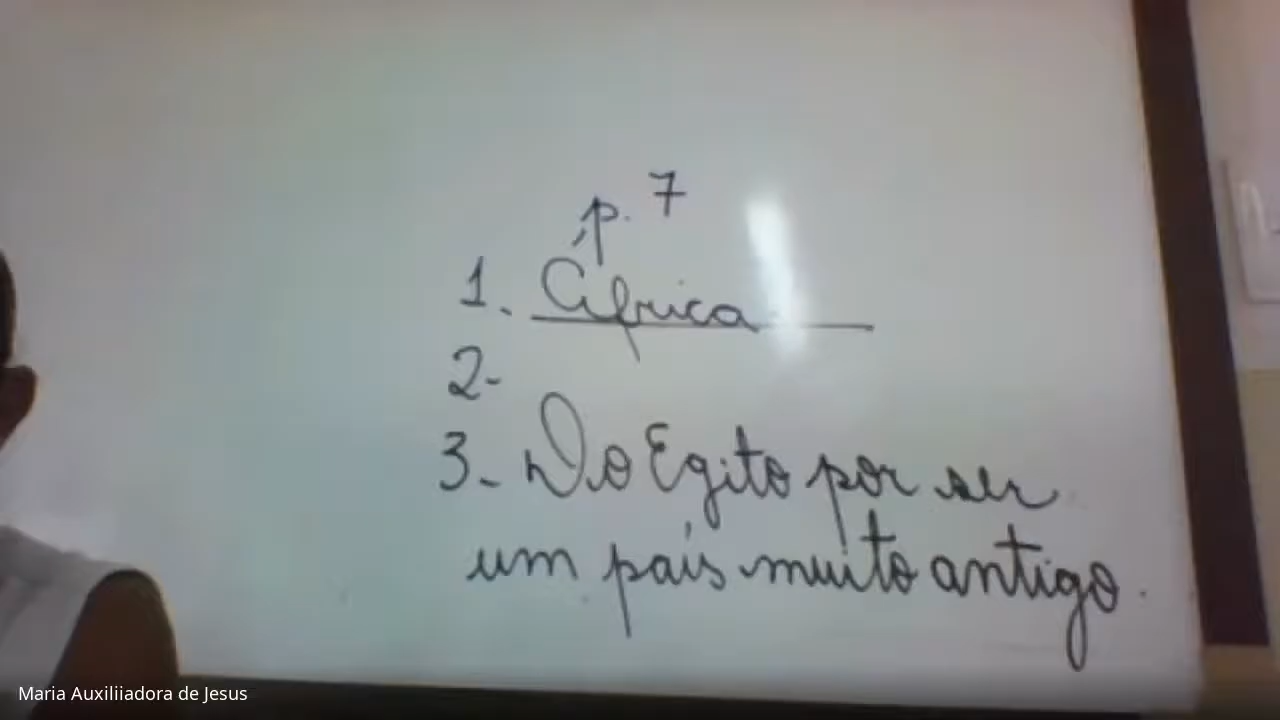 p. 7
1. África
2-
3- Do Egito por ser
um país muito antigo.
Maria Auxiliiadora de Jesus